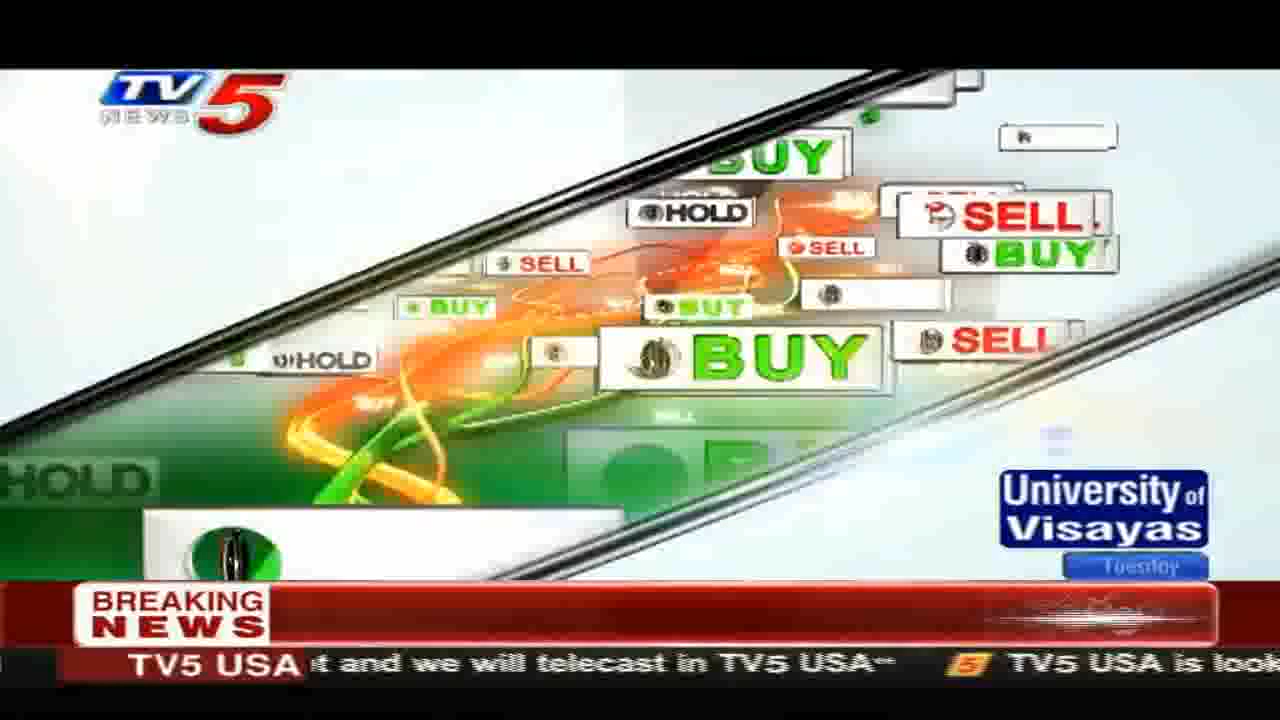 TV5
NEWS
BUY
HOLD
SELL
SELL
BUY
SELL
BUY
BUY
HOLD
BUY
SELL
HOLD
University of
Visayas
Tuesday
BREAKING
NEWS
TV5 USA t and we will telecast in TV5 USA~ 5 TV5 USA is look